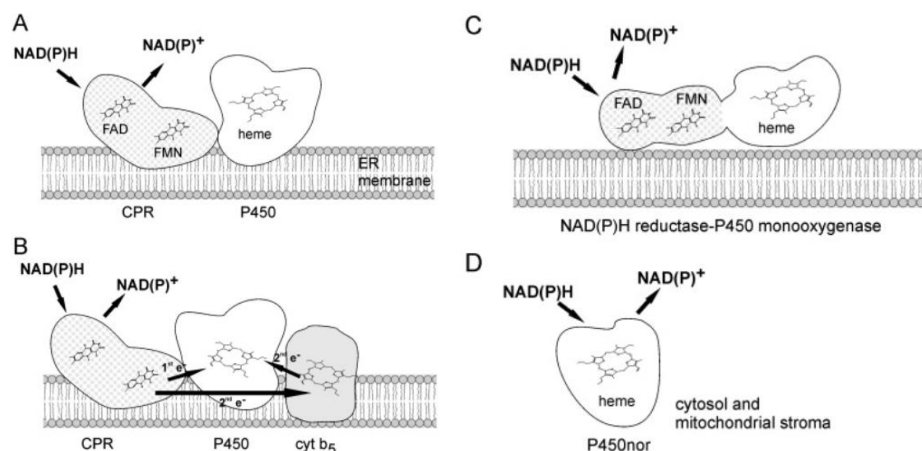 A
NAD(P)H
NAD(P)+
FAD
FMN
heme
ER
membrane
CPR
P450
B
NAD(P)H
NAD(P)+
1st e-
2nd e-
2nd e-
CPR
P450
cyt b5
C
NAD(P)H
NAD(P)+
FAD
FMN
heme
NAD(P)H reductase-P450 monooxygenase
D
NAD(P)H
NAD(P)+
heme
cytosol and
mitochondrial stroma
P450nor